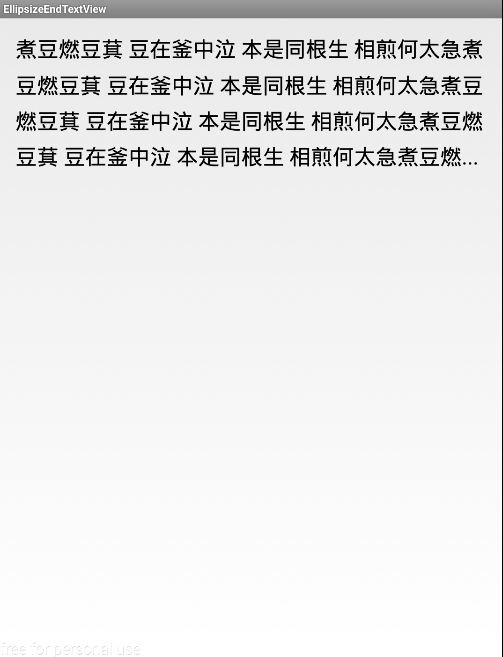 EllipsizeEndTextView
煮豆燃豆萁 豆在釜中泣 本是同根生 相煎何太急煮
豆燃豆萁 豆在釜中泣 本是同根生 相煎何太急煮豆
燃豆萁 豆在釜中泣 本是同根生 相煎何太急煮豆燃
豆萁 豆在釜中泣 本是同根生 相煎何太急煮豆燃...
free for personal use